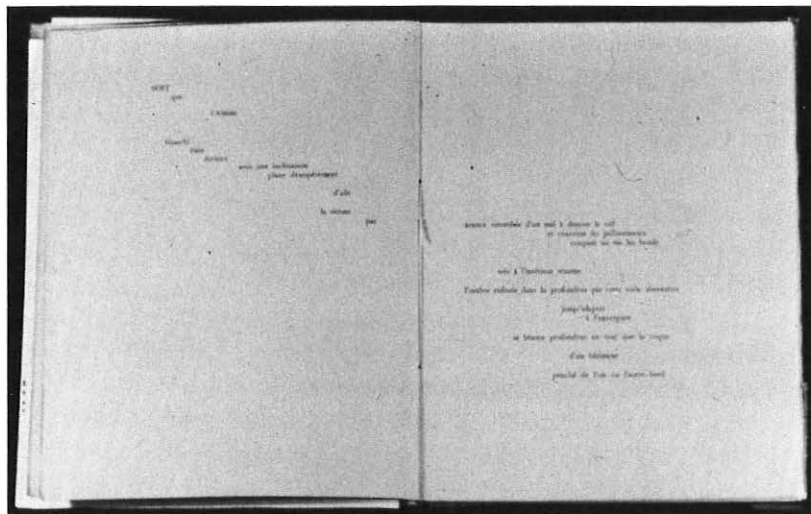 SOIT
que
l'Abîme
blanchi
étale
furieux
sous une inclinaison
plane désespérément
d'aile
la sienne
par
avance retombée d'un mal à dresser le vol
et couvrant les jaillissements
coupant au ras les bonds
très à l'intérieur résume
l'ombre enfouie dans la profondeur par cette voile alternative
jusqu'adapter
à l'envergure
sa béante profondeur en tant que la coque
d'un bâtiment
penché de l'un ou l'autre bord